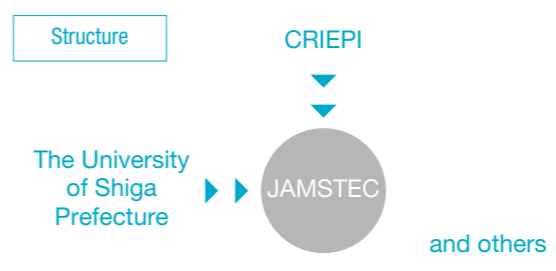 Structure
CRIEPI
The University
of Shiga
Prefecture
JAMSTEC
and others